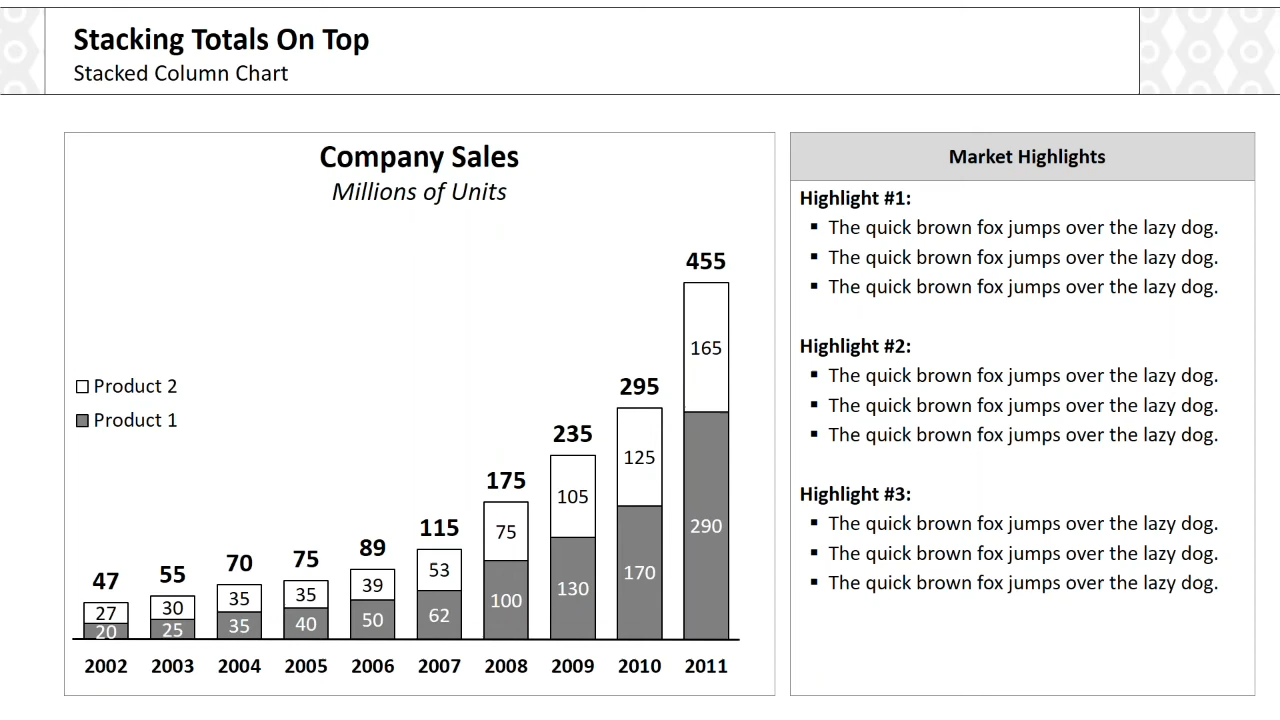 Stacking Totals On Top
Stacked Column Chart
Company Sales
Millions of Units
455
165
290
295
125
170
235
105
130
175
75
100
115
53
62
89
39
50
75
35
40
70
35
35
55
30
25
47
27
20
Product 2
Product 1
2002 2003 2004 2005 2006 2007 2008 2009 2010 2011
Market Highlights
Highlight #1:
▪ The quick brown fox jumps over the lazy dog.
▪ The quick brown fox jumps over the lazy dog.
▪ The quick brown fox jumps over the lazy dog.
Highlight #2:
▪ The quick brown fox jumps over the lazy dog.
▪ The quick brown fox jumps over the lazy dog.
▪ The quick brown fox jumps over the lazy dog.
Highlight #3:
▪ The quick brown fox jumps over the lazy dog.
▪ The quick brown fox jumps over the lazy dog.
▪ The quick brown fox jumps over the lazy dog.